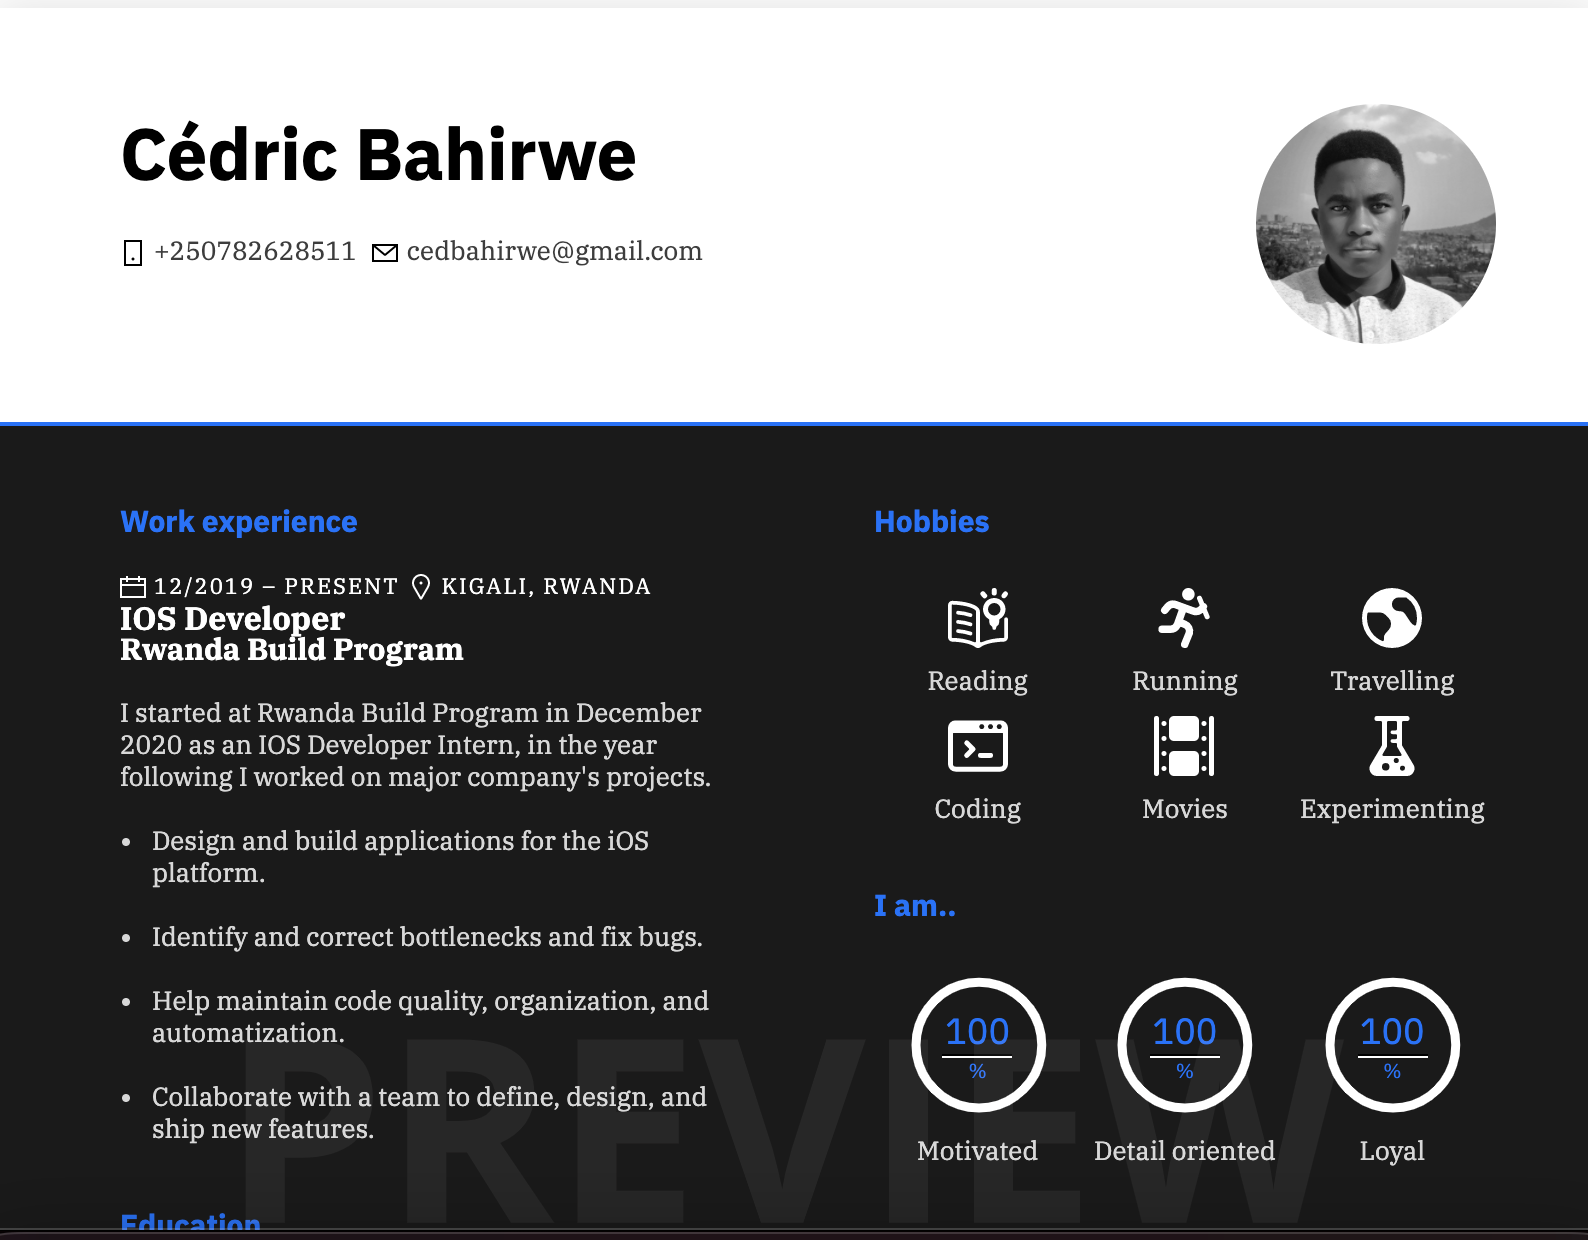 Cédric Bahirwe
+250782628511 cedbahirwe@gmail.com
Work experience
12/2019 – PRESENT KIGALI, RWANDA
IOS Developer
Rwanda Build Program
I started at Rwanda Build Program in December
2020 as an IOS Developer Intern, in the year
following I worked on major company's projects.
• Design and build applications for the iOS
platform.
• Identify and correct bottlenecks and fix bugs.
• Help maintain code quality, organization, and
automatization.
• Collaborate with a team to define, design, and
ship new features.
Education
Hobbies
Reading Running Travelling
Coding Movies Experimenting
I am..
100 100 100
% % %
Motivated Detail oriented Loyal
PREVIEW